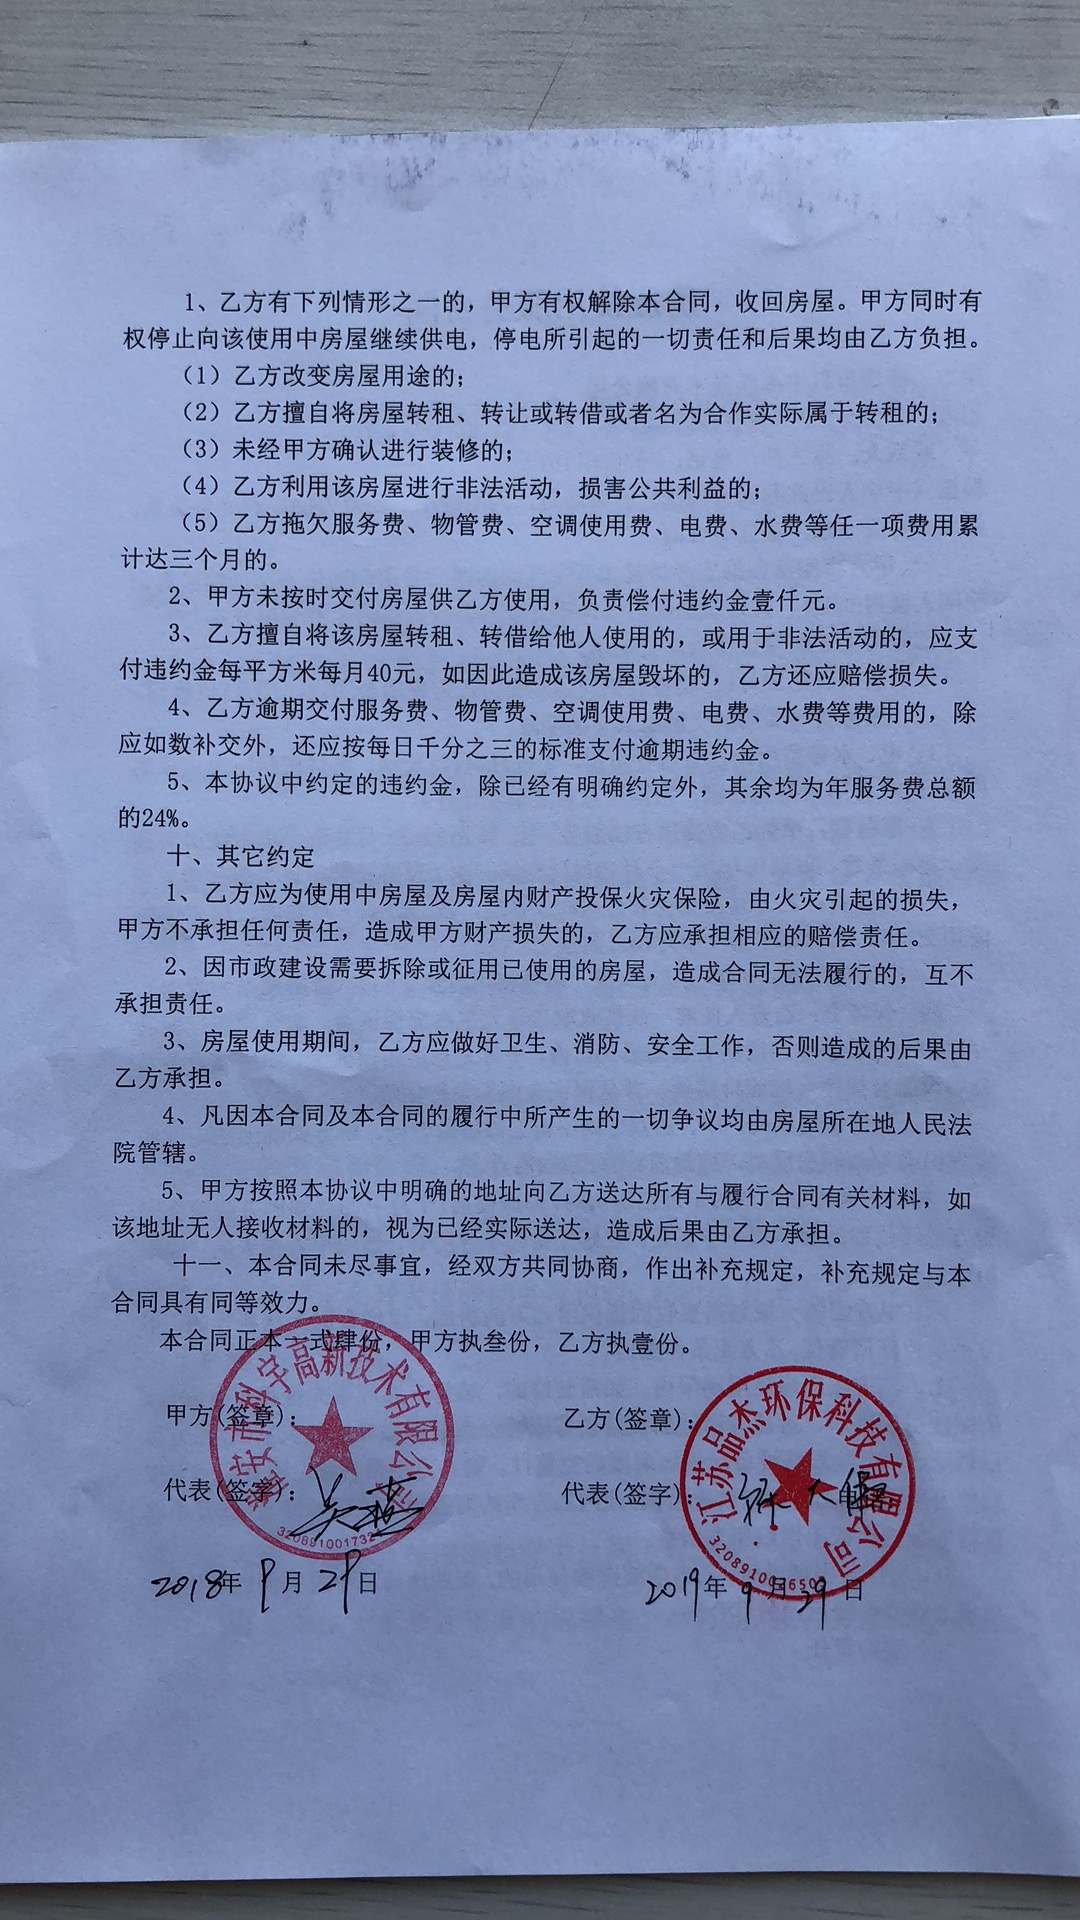 1、乙方有下列情形之一的，甲方有权解除本合同，收回房屋。甲方同时有
权停止向该使用中房屋继续供电，停电所引起的一切责任和后果均由乙方负担。
（1）乙方改变房屋用途的；
（2）乙方擅自将房屋转租、转让或转借或者名为合作实际属于转租的；
（3）未经甲方确认进行装修的；
（4）乙方利用该房屋进行非法活动，损害公共利益的；
（5）乙方拖欠服务费、物管费、空调使用费、电费、水费等任一项费用累
计达三个月的。
2、甲方未按时交付房屋供乙方使用，负责偿付违约金壹仟元。
3、乙方擅自将该房屋转租、转借给他人使用的，或用于非法活动的，应支
付违约金每平方米每月40元，如因此造成该房屋毁坏的，乙方还应赔偿损失。
4、乙方逾期交付服务费、物管费、空调使用费、电费、水费等费用的，除
应如数补交外，还应按每日千分之三的标准支付逾期违约金。
5、本协议中约定的违约金，除已经有明确约定外，其余均为年服务费总额
的24%。
十、其它约定
1、乙方应为使用中房屋及房屋内财产投保火灾保险，由火灾引起的损失，
甲方不承担任何责任，造成甲方财产损失的，乙方应承担相应的赔偿责任。
2、因市政建设需要拆除或征用已使用的房屋，造成合同无法履行的，互不
承担责任。
3、房屋使用期间，乙方应做好卫生、消防、安全工作，否则造成的后果由
乙方承担。
4、凡因本合同及本合同的履行中所产生的一切争议均由房屋所在地人民法
院管辖。
5、甲方按照本协议中明确的地址向乙方送达所有与履行合同有关材料，如
该地址无人接收材料的，视为已经实际送达，造成后果由乙方承担。
十一、本合同未尽事宜，经双方共同协商，作出补充规定，补充规定与本
合同具有同等效力。
本合同正本一式肆份，甲方执叁份，乙方执壹份。
甲方(签章)：
乙方(签章)：
淮安市科宇高新技术有限公司
江苏品杰环保科技有限公司
代表(签字)：
代表(签字)：
2018年9月29日
2019年9月29日